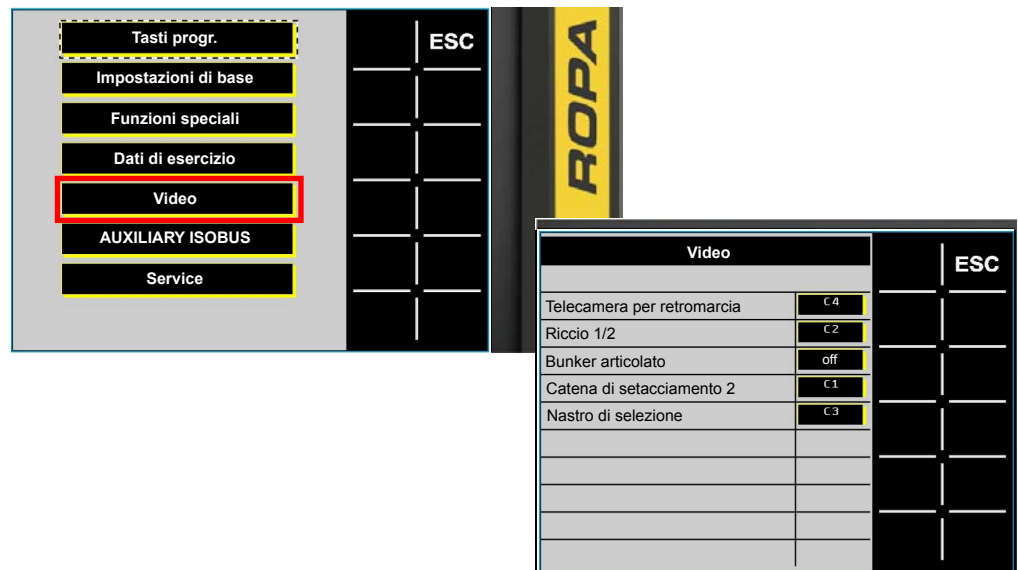 Tasti progr.
ESC
Impostazioni di base
Funzioni speciali
Dati di esercizio
Video
AUXILIARY ISOBUS
Service
ROPA
Video
ESC
Telecamera per retromarcia C4
Riccio 1/2 C2
Bunker articolato off
Catena di setacciamento 2 C1
Nastro di selezione C3